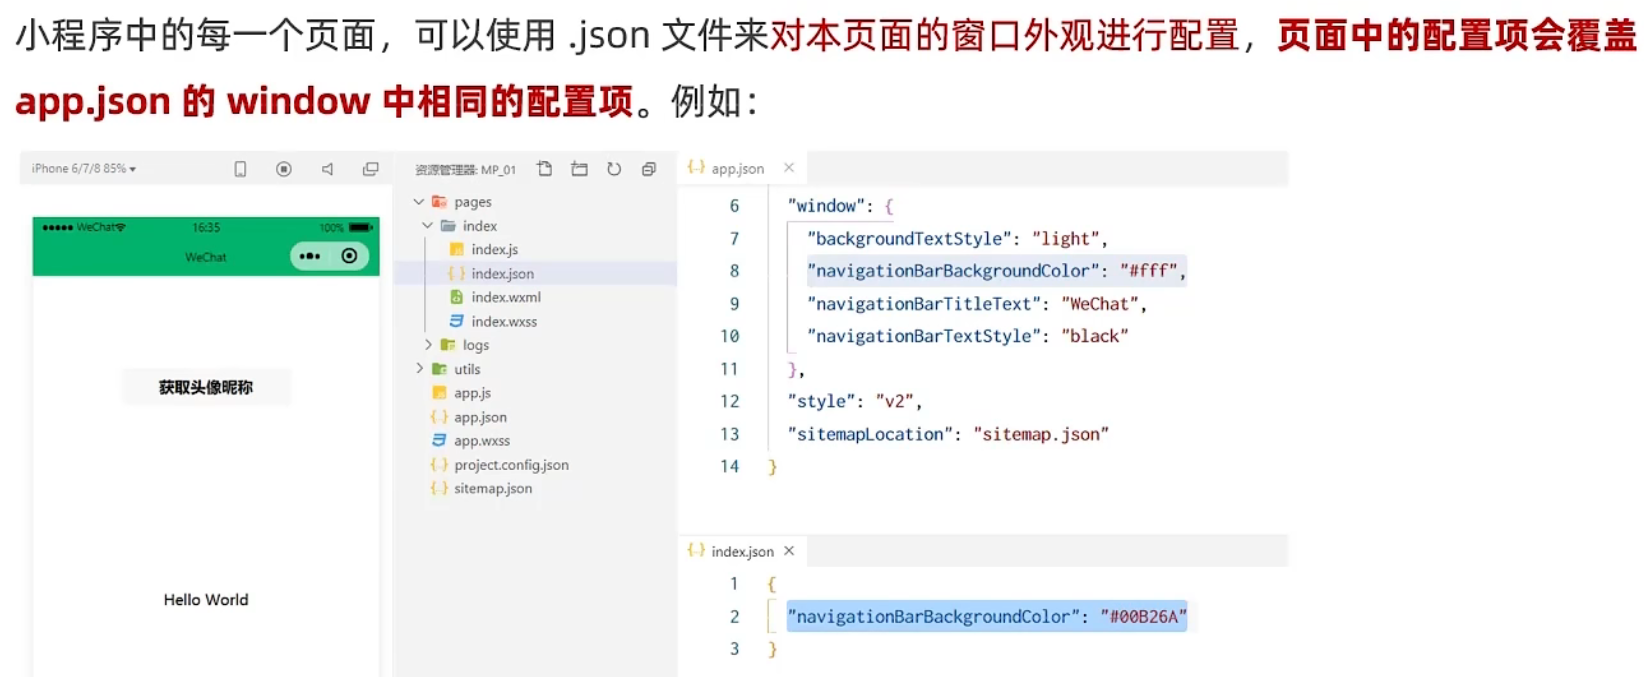 小程序中的每一个页面，可以使用 .json 文件来对本页面的窗口外观进行配置，页面中的配置项会覆盖
app.json 的 window 中相同的配置项。例如：
iPhone 6/7/8 85%
资源管理器: MP_01
WeChat
16:35
100%
WeChat
获取头像昵称
Hello World
pages
index
index.js
index.json
index.wxml
index.wxss
logs
utils
app.js
app.json
app.wxss
project.config.json
sitemap.json
app.json
6 "window": {
7 "backgroundTextStyle": "light",
8 "navigationBarBackgroundColor": "#fff",
9 "navigationBarTitleText": "WeChat",
10 "navigationBarTextStyle": "black"
11 },
12 "style": "v2",
13 "sitemapLocation": "sitemap.json"
14 }
index.json
1 {
2 "navigationBarBackgroundColor": "#00B26A"
3 }